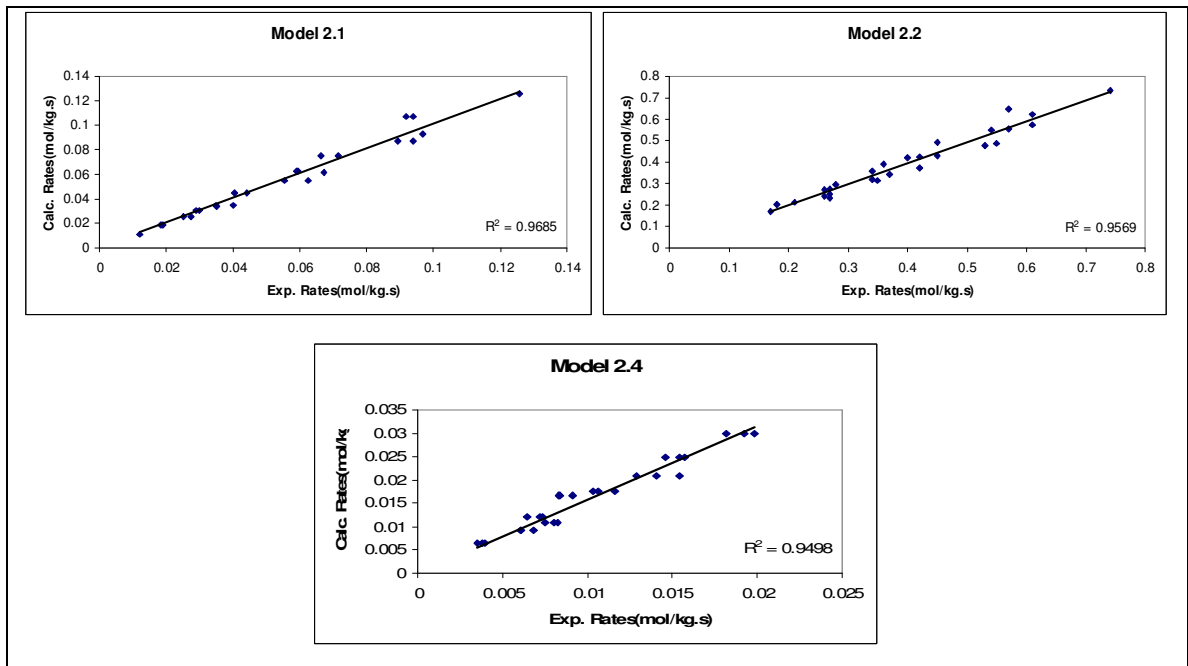 Model 2.1
Calc. Rates(mol/kg.s)
0.14
0.12
0.1
0.08
0.06
0.04
0.02
0
0 0.02 0.04 0.06 0.08 0.1 0.12 0.14
R² = 0.9685
Exp. Rates(mol/kg.s)
Model 2.2
Calc. Rates(mol/kg.s)
0.8
0.7
0.6
0.5
0.4
0.3
0.2
0.1
0
0 0.1 0.2 0.3 0.4 0.5 0.6 0.7 0.8
R² = 0.9569
Exp. Rates(mol/kg.s)
Model 2.4
Calc. Rates(mol/kg
0.035
0.03
0.025
0.02
0.015
0.01
0.005
0
0 0.005 0.01 0.015 0.02 0.025
R² = 0.9498
Exp. Rates(mol/kg.s)